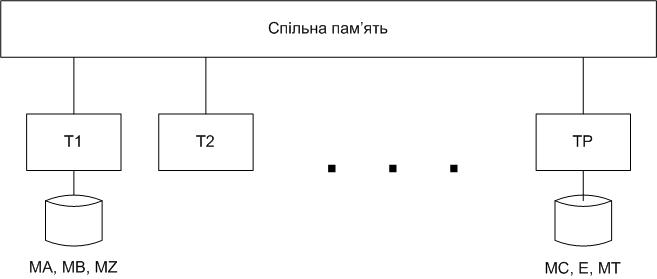 Спільна пам'ять
T1
T2
TP
MA, MB, MZ
MC, E, MT